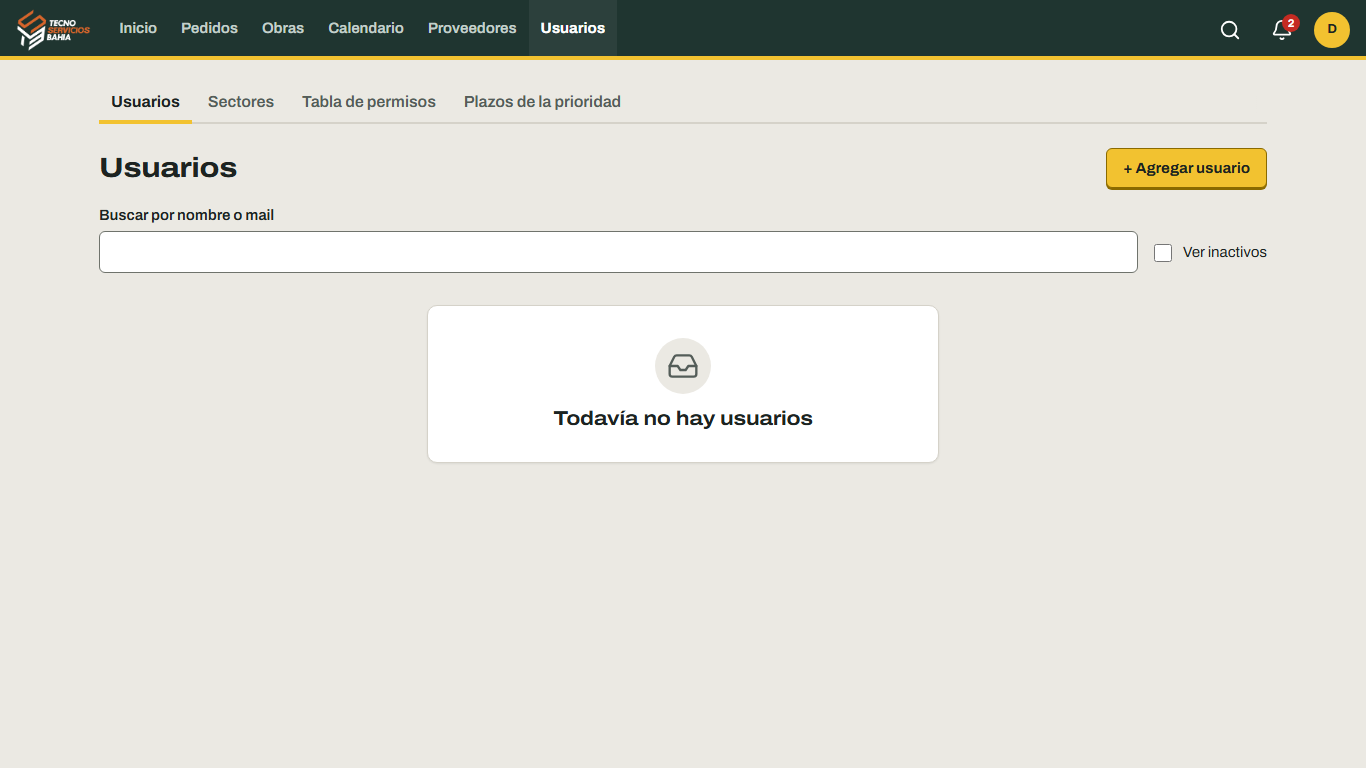 TECNO
SERVICIOS
BAHIA
Inicio
Pedidos
Obras
Calendario
Proveedores
Usuarios
2
D
Usuarios
Sectores
Tabla de permisos
Plazos de la prioridad
Usuarios
+ Agregar usuario
Buscar por nombre o mail
Ver inactivos
Todavía no hay usuarios